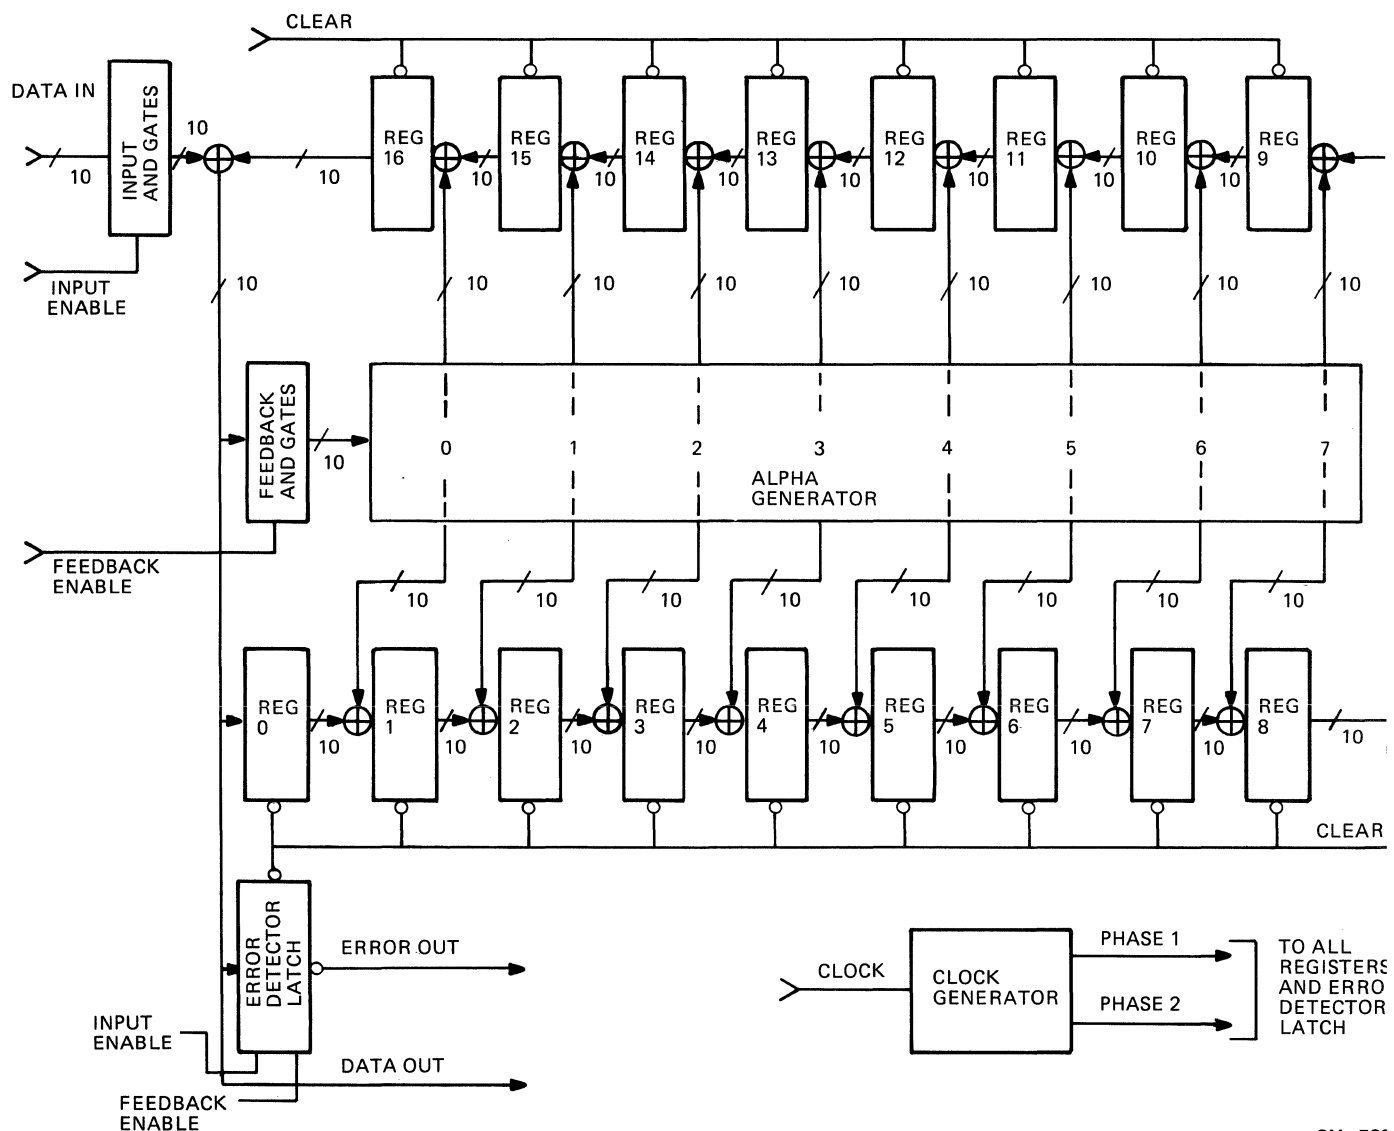 CLEAR
DATA IN
INPUT
AND GATES
10
10
10
REG
16
REG
15
REG
14
REG
13
REG
12
REG
11
REG
10
REG
9
10
10
10
10
10
10
10
INPUT
ENABLE
10
10
10
10
10
10
10
10
10
FEEDBACK
AND GATES
10
0
1
2
3
4
5
6
7
ALPHA
GENERATOR
FEEDBACK
ENABLE
10
10
10
10
10
10
10
10
REG
0
REG
1
REG
2
REG
3
REG
4
REG
5
REG
6
REG
7
REG
8
10
10
10
10
10
10
10
10
10
CLEAR
ERROR
DETECTOR
LATCH
ERROR OUT
INPUT
ENABLE
DATA OUT
FEEDBACK
ENABLE
CLOCK
CLOCK
GENERATOR
PHASE 1
PHASE 2
TO ALL
REGISTERS
AND ERRO
DETECTOR
LATCH